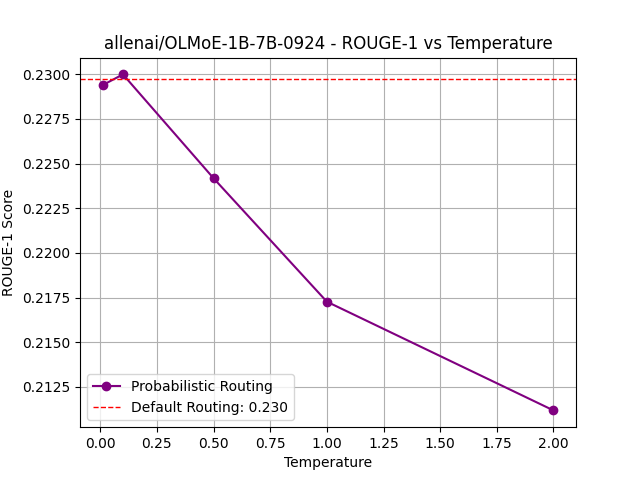 allenai/OLMoE-1B-7B-0924 - ROUGE-1 vs Temperature
0.2300
0.2275
0.2250
0.2225
0.2200
0.2175
0.2150
0.2125
ROUGE-1 Score
Probabilistic Routing
Default Routing: 0.230
0.00 0.25 0.50 0.75 1.00 1.25 1.50 1.75 2.00
Temperature